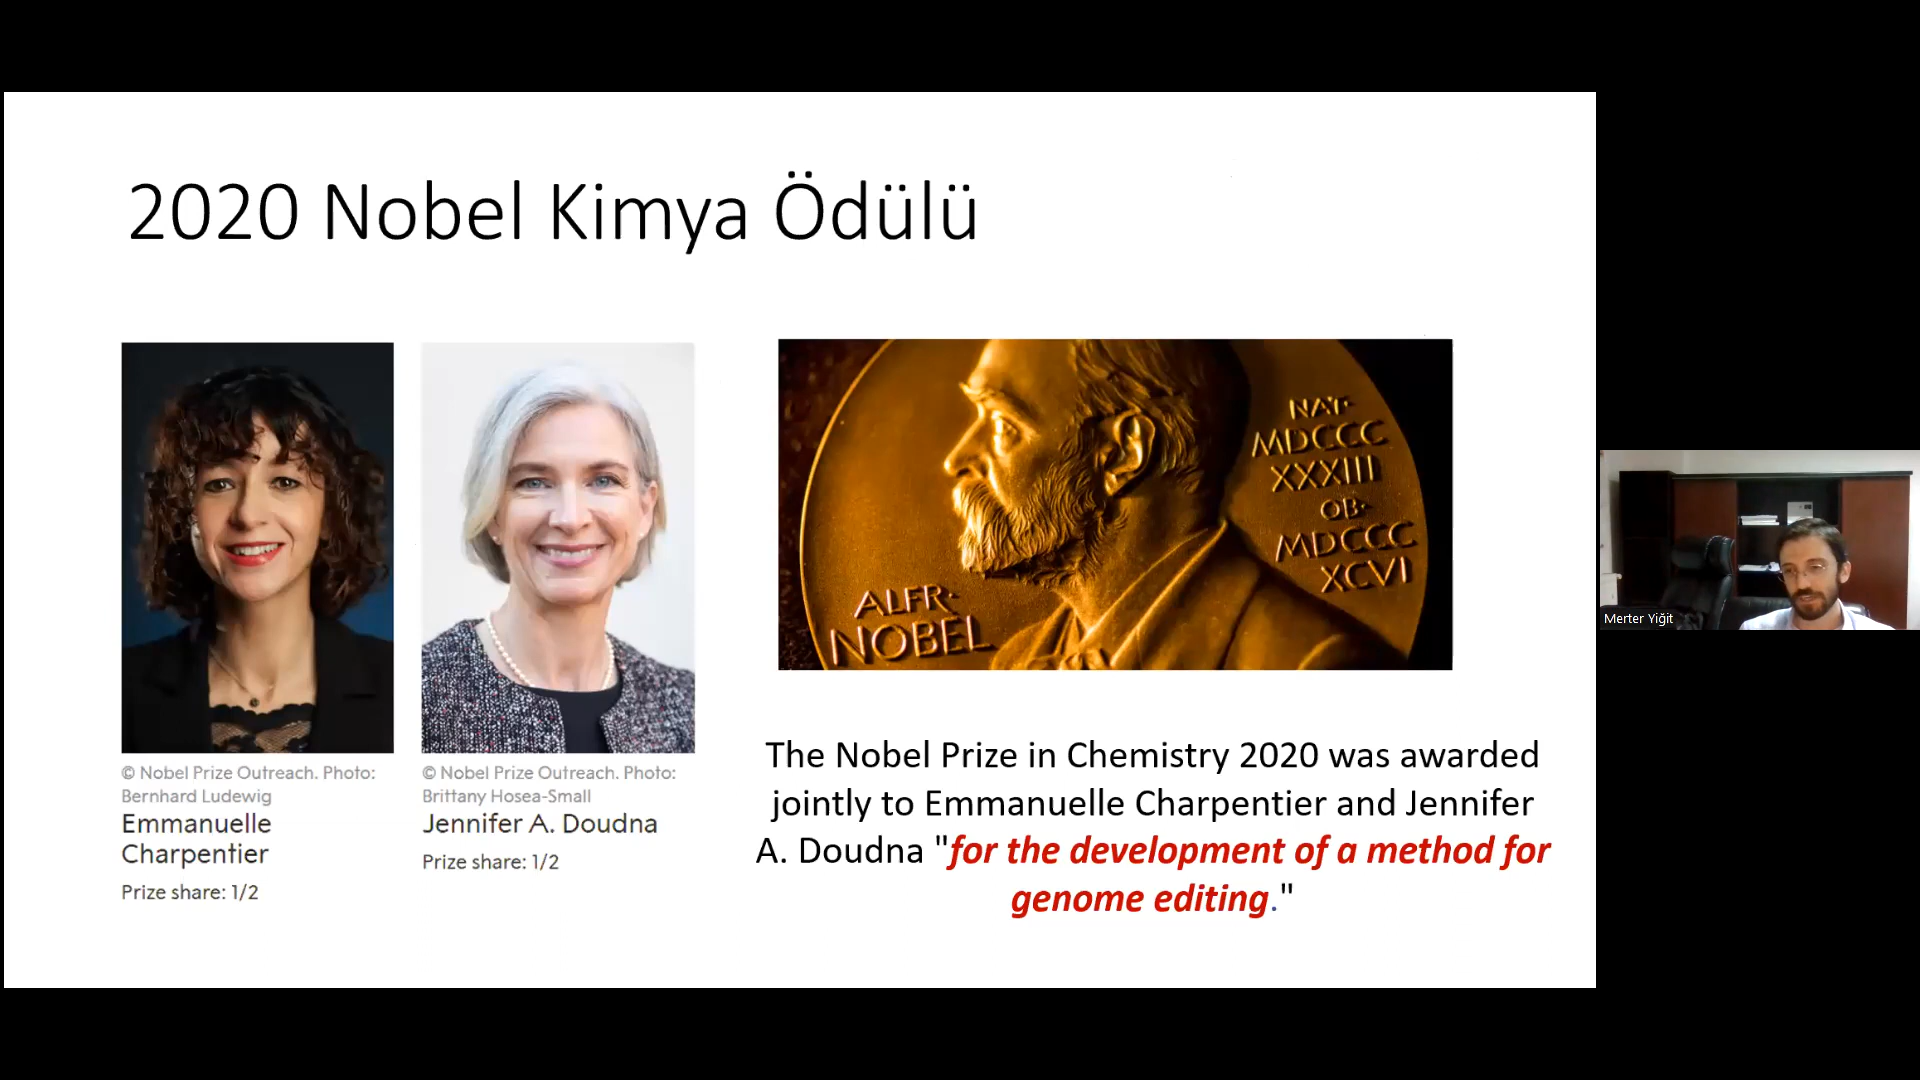 2020 Nobel Kimya Ödülü
© Nobel Prize Outreach. Photo:
Bernhard Ludewig
Emmanuelle
Charpentier
Prize share: 1/2
© Nobel Prize Outreach. Photo:
Brittany Hosea-Small
Jennifer A. Doudna
Prize share: 1/2
ALFR·
NOBEL
NAT·
MDCCC
XXXIII
OB·
MDCCC
XCVI
The Nobel Prize in Chemistry 2020 was awarded
jointly to Emmanuelle Charpentier and Jennifer
A. Doudna "for the development of a method for
genome editing."
Merter Yiğit